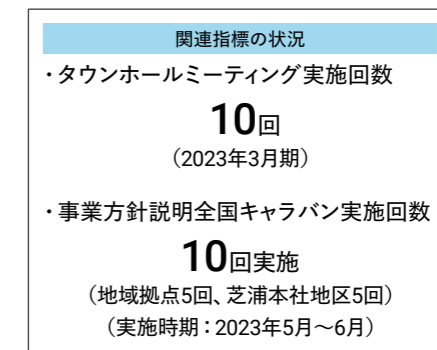 関連指標の状況
・タウンホールミーティング実施回数
10回
（2023年3月期）
・事業方針説明全国キャラバン実施回数
10回実施
（地域拠点5回、芝浦本社地区5回）
（実施時期：2023年5月～6月）